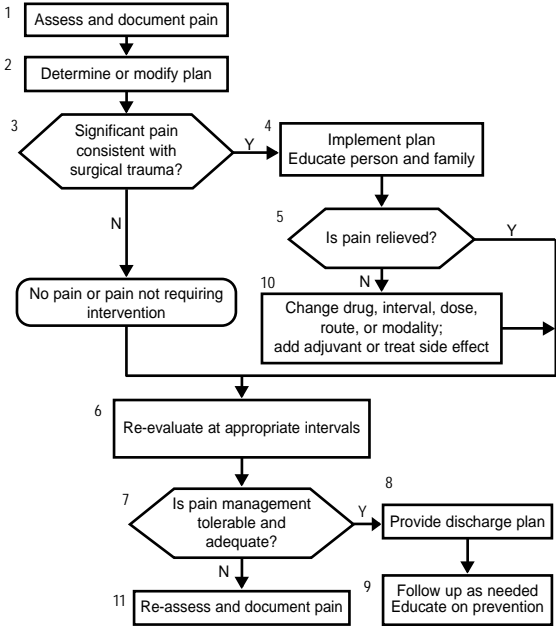 1
Assess and document pain
2
Determine or modify plan
3
Significant pain
consistent with
surgical trauma?
Y
4
Implement plan
Educate person and family
N
5
Is pain relieved?
Y
N
10
Change drug, interval, dose,
route, or modality;
add adjuvant or treat side effect
No pain or pain not requiring
intervention
6
Re-evaluate at appropriate intervals
7
Is pain management
tolerable and
adequate?
Y
8
Provide discharge plan
N
9
Follow up as needed
Educate on prevention
11
Re-assess and document pain